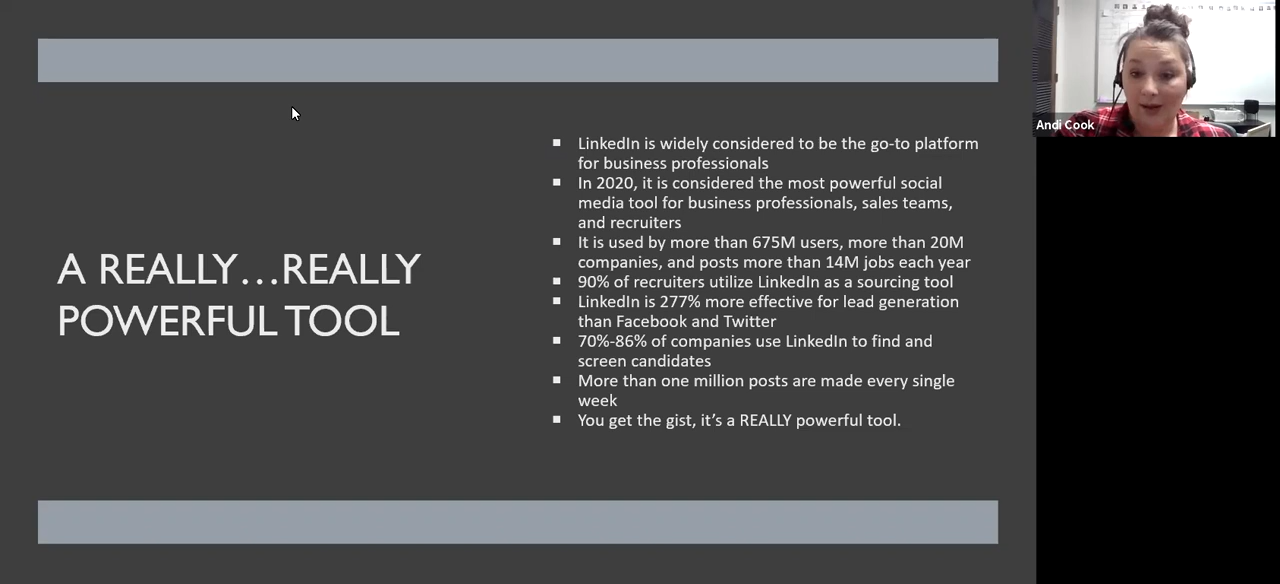 A REALLY…REALLY
POWERFUL TOOL
LinkedIn is widely considered to be the go-to platform
for business professionals
In 2020, it is considered the most powerful social
media tool for business professionals, sales teams,
and recruiters
It is used by more than 675M users, more than 20M
companies, and posts more than 14M jobs each year
90% of recruiters utilize LinkedIn as a sourcing tool
LinkedIn is 277% more effective for lead generation
than Facebook and Twitter
70%-86% of companies use LinkedIn to find and
screen candidates
More than one million posts are made every single
week
You get the gist, it’s a REALLY powerful tool.
Andi Cook